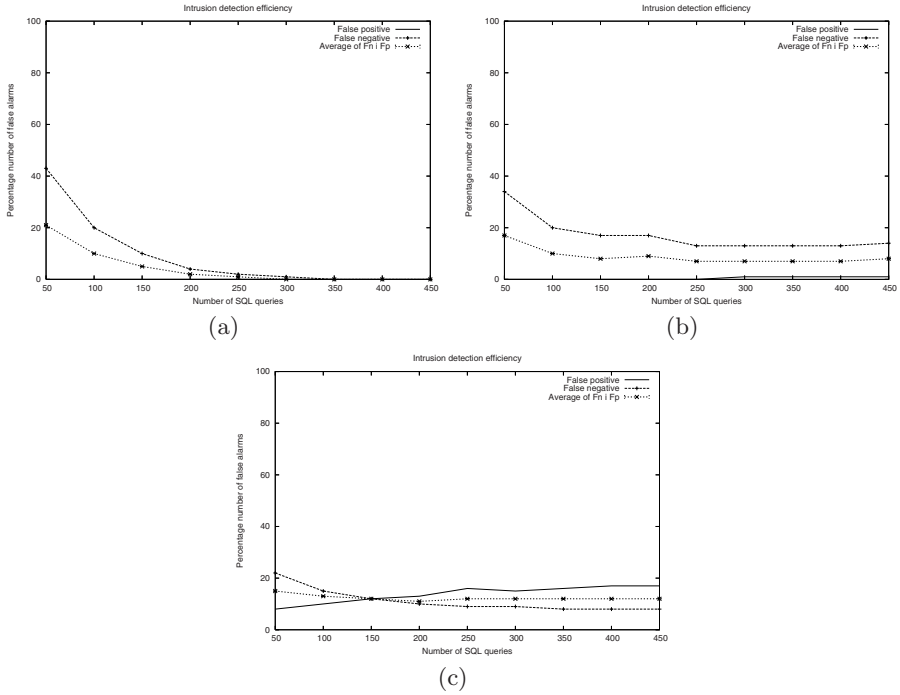 Intrusion detection efficiency
False positive
False negative
Average of Fn i Fp
Percentage number of false alarms
100
80
60
40
20
0
50 100 150 200 250 300 350 400 450
Number of SQL queries
(a)
Intrusion detection efficiency
False positive
False negative
Average of Fn i Fp
Percentage number of false alarms
100
80
60
40
20
0
50 100 150 200 250 300 350 400 450
Number of SQL queries
(b)
Intrusion detection efficiency
False positive
False negative
Average of Fn i Fp
Percentage number of false alarms
100
80
60
40
20
0
50 100 150 200 250 300 350 400 450
Number of SQL queries
(c)